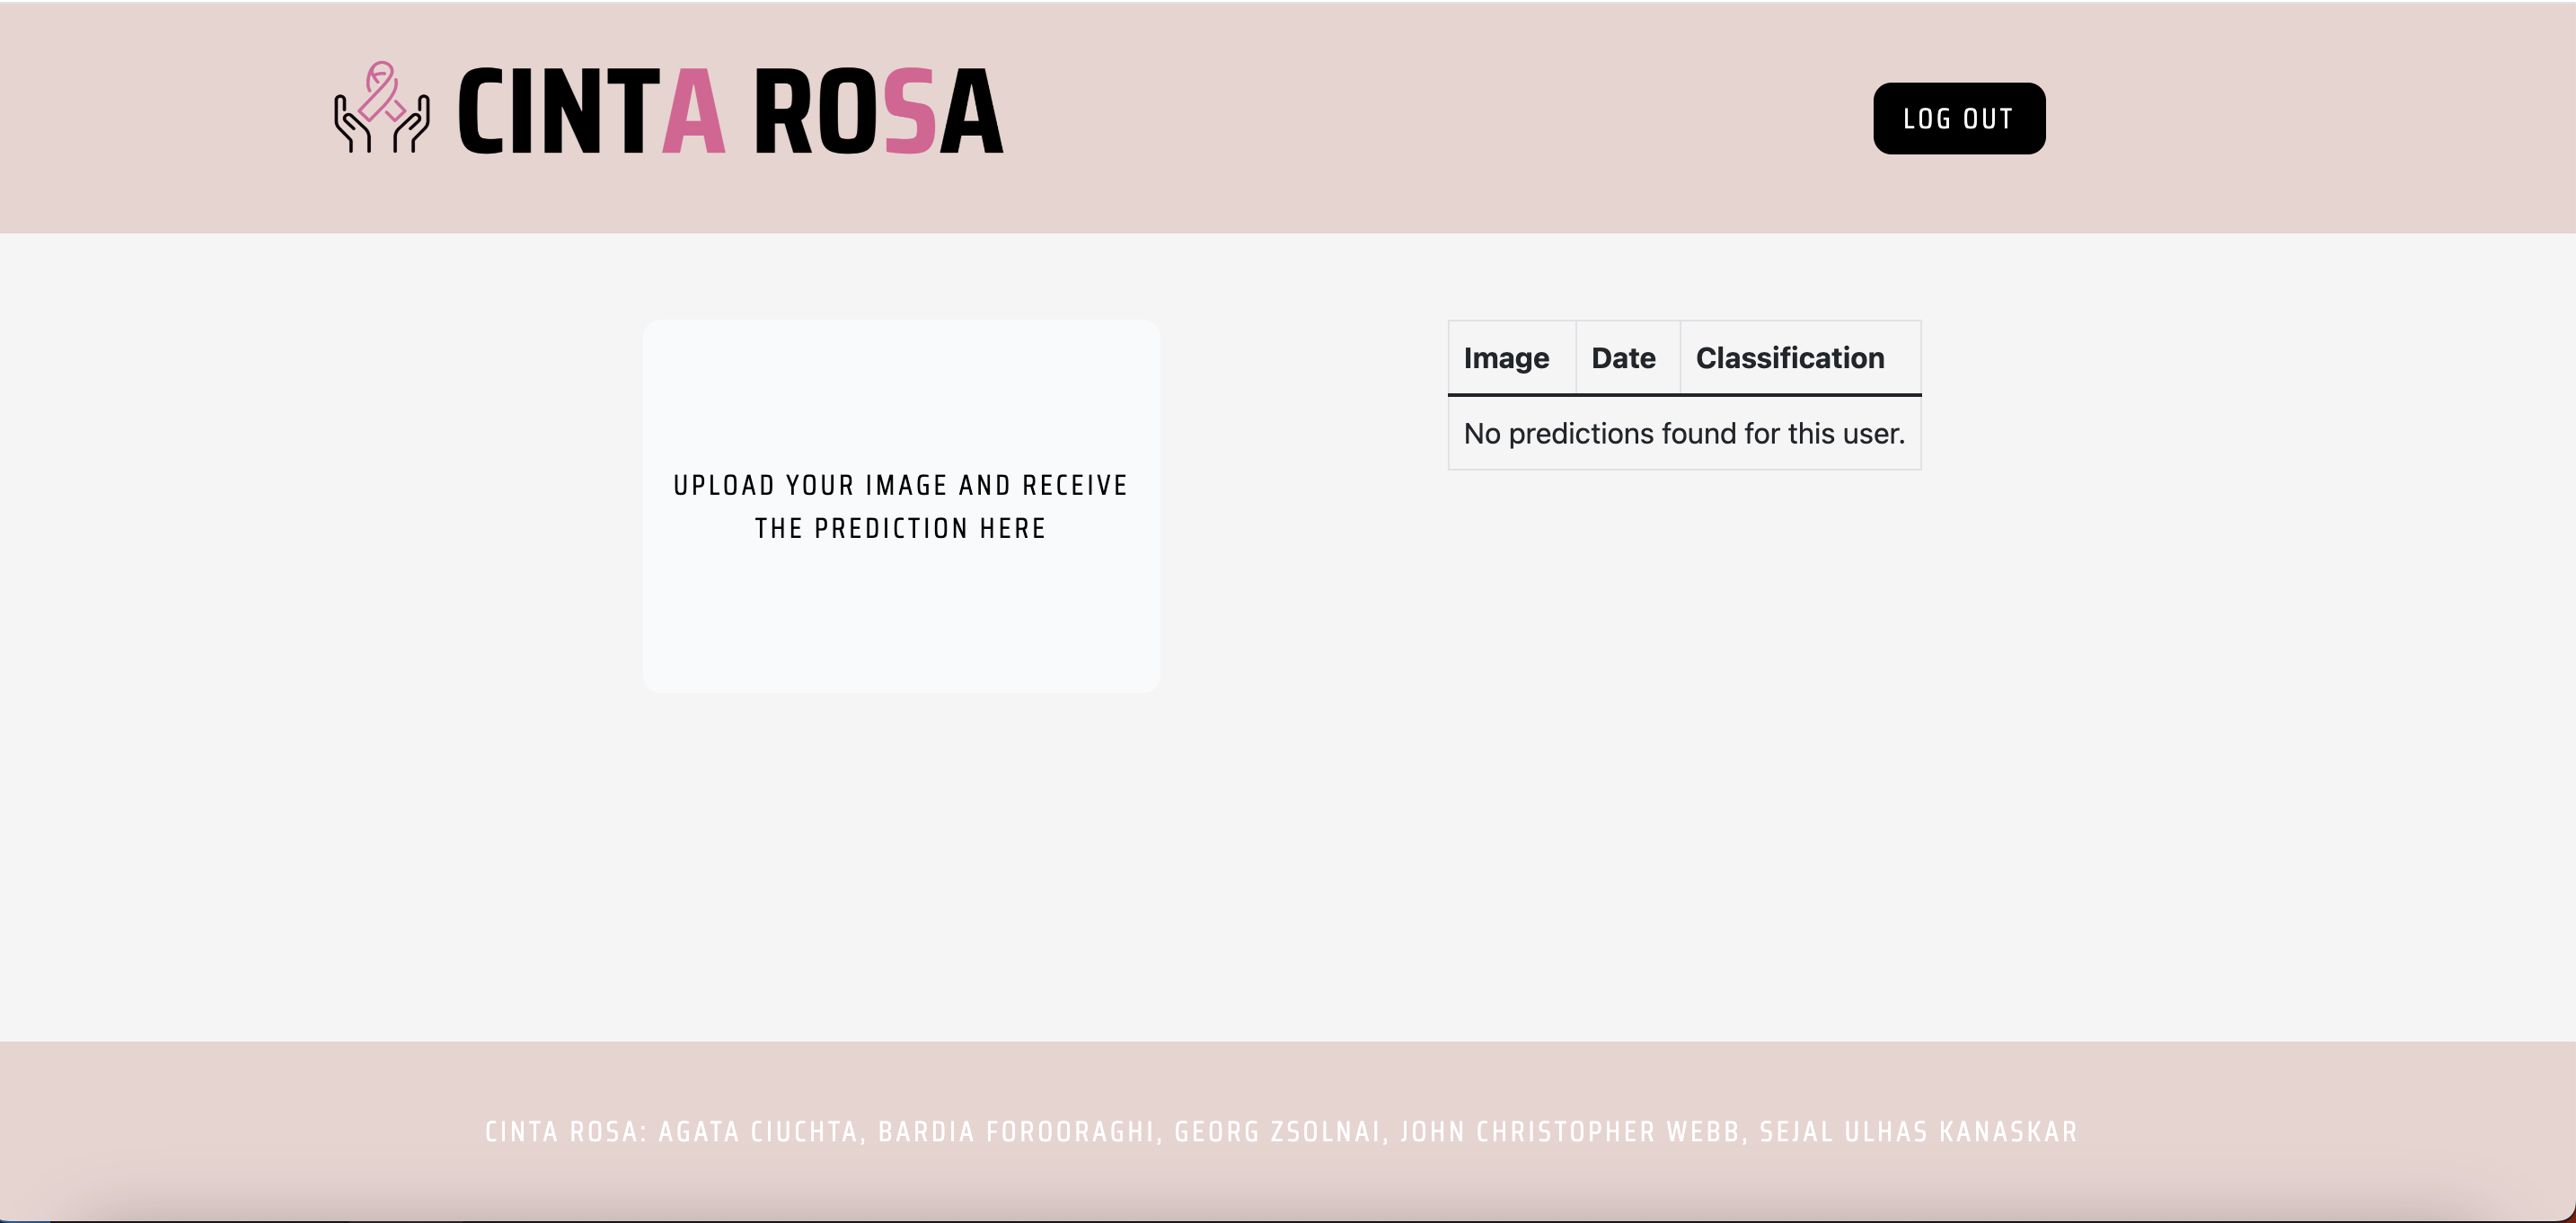 CINTA ROSA
LOG OUT
UPLOAD YOUR IMAGE AND RECEIVE
THE PREDICTION HERE
Image Date Classification
No predictions found for this user.
CINTA ROSA: AGATA CIUCHTA, BARDIA FOROORAGHI, GEORG ZSOLNAI, JOHN CHRISTOPHER WEBB, SEJAL ULHAS KANASKAR